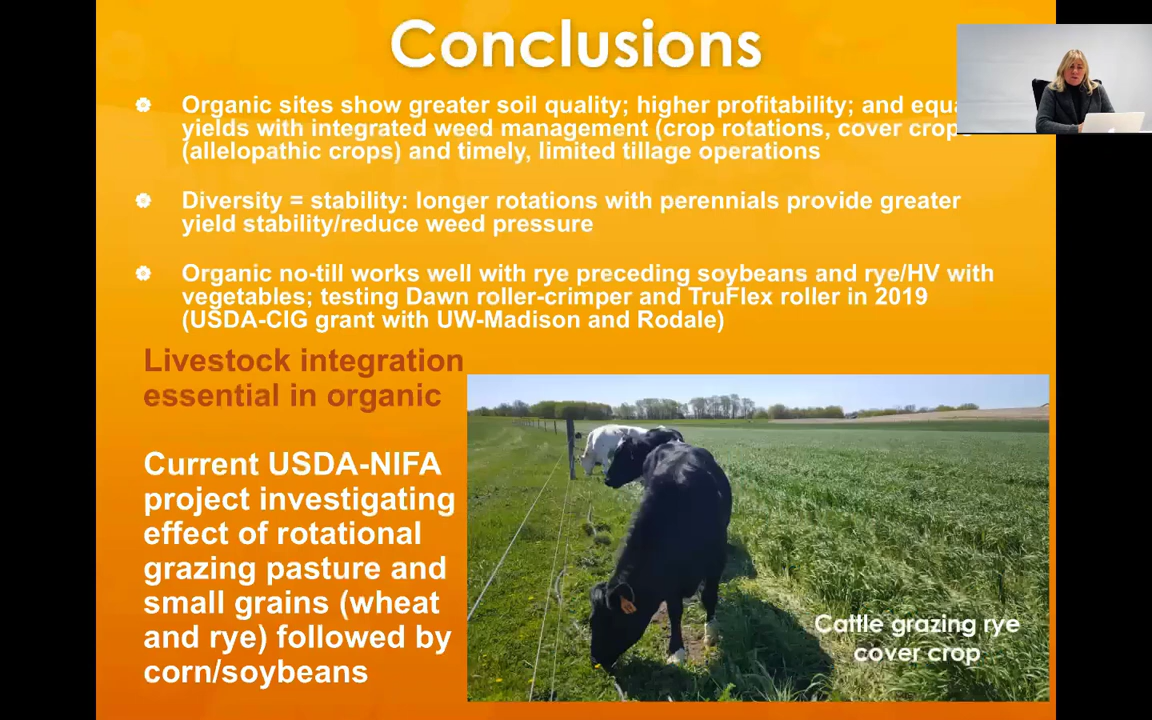 Conclusions
Organic sites show greater soil quality; higher profitability; and
yields with integrated weed management (crop rotations, cover crops
(allelopathic crops) and timely, limited tillage operations
Diversity = stability: longer rotations with perennials provide greater
yield stability/reduce weed pressure
Organic no-till works well with rye preceding soybeans and rye/HV with
vegetables; testing Dawn roller-crimper and TruFlex roller in 2019
(USDA-CIG grant with UW-Madison and Rodale)
Livestock integration
essential in organic
Current USDA-NIFA
project investigating
effect of rotational
grazing pasture and
small grains (wheat
and rye) followed by
corn/soybeans
Cattle grazing rye
cover crop